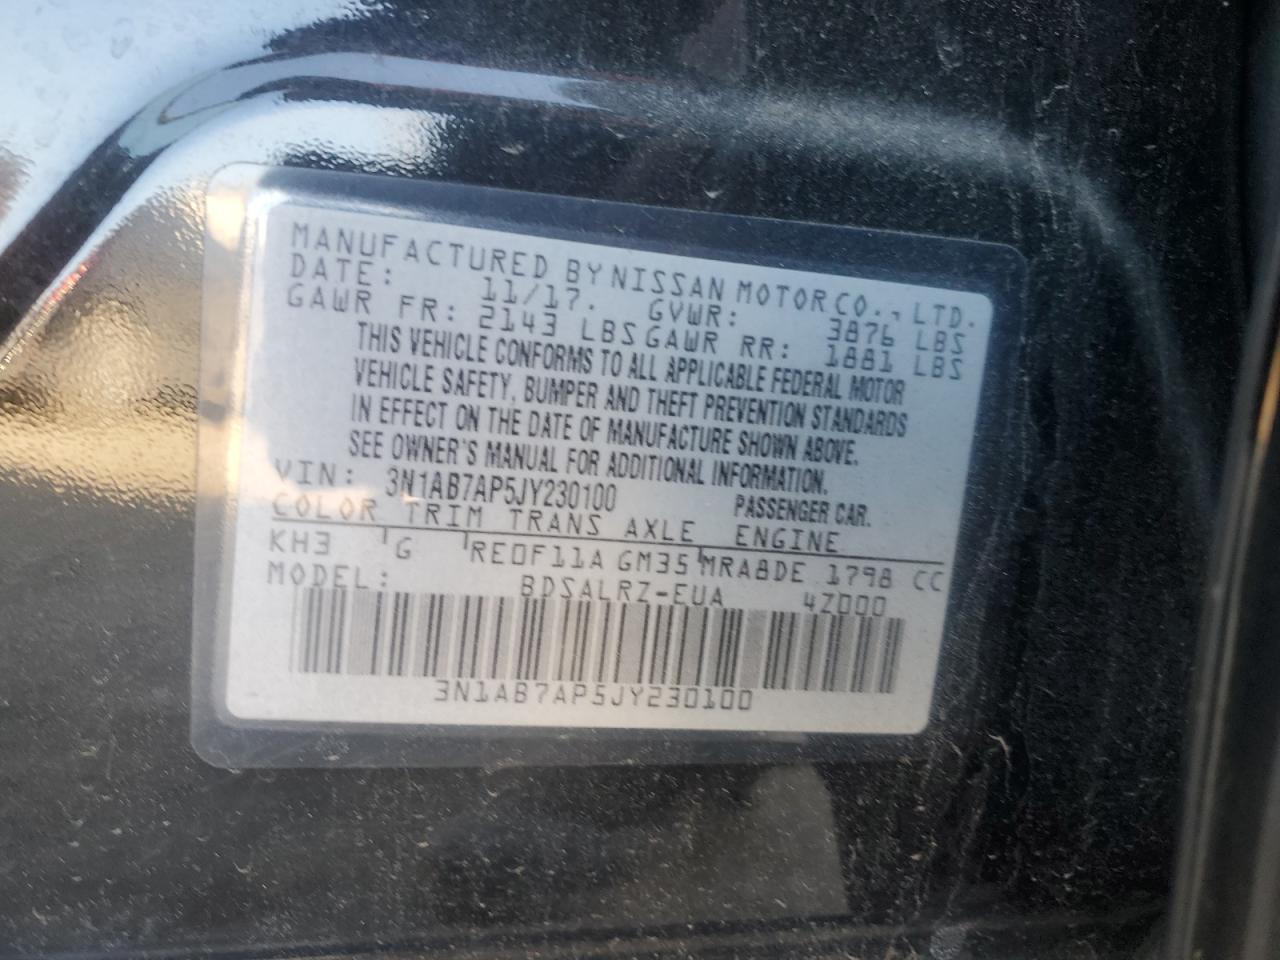 MANUFACTURED BY NISSAN MOTOR CO., LTD.
DATE: 11/17. GVWR: 3876 LBS
GAWR FR: 2143 LBS GAWR RR: 1881 LBS
THIS VEHICLE CONFORMS TO ALL APPLICABLE FEDERAL MOTOR
VEHICLE SAFETY, BUMPER AND THEFT PREVENTION STANDARDS
IN EFFECT ON THE DATE OF MANUFACTURE SHOWN ABOVE.
SEE OWNER'S MANUAL FOR ADDITIONAL INFORMATION.
VIN: 3N1AB7AP5JY230100 PASSENGER CAR.
COLOR TRIM TRANS AXLE ENGINE
KH3 G RE0F11A GM35 MRA8DE 1798 CC
MODEL: BDSALRZ-EUA 4Z000
3N1AB7AP5JY230100